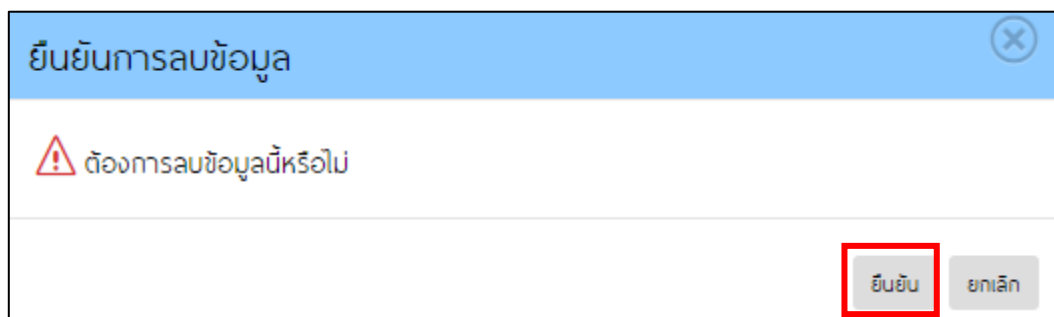 ยืนยันการลบข้อมูล
ต้องการลบข้อมูลนี้หรือไม่
ยืนยัน ยกเลิก